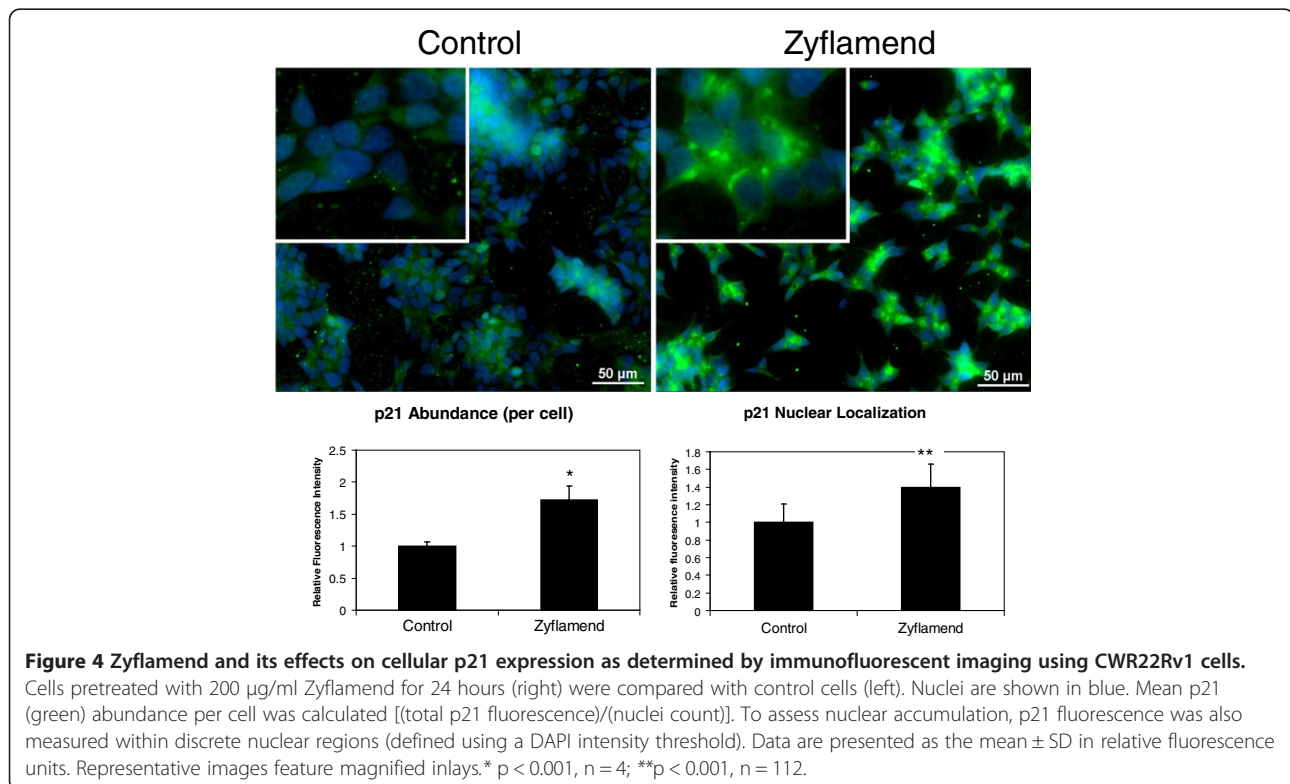 Control
Zyflamend
50 µm
50 µm
p21 Abundance (per cell)
Relative Fluorescence Intensity
2.5
2
1.5
1
0.5
0
*
Control
Zyflamend
p21 Nuclear Localization
Relative fluoresence intensity
1.8
1.6
1.4
1.2
1
0.8
0.6
0.4
0.2
0
**
Control
Zyflamend
Figure 4 Zyflamend and its effects on cellular p21 expression as determined by immunofluorescent imaging using CWR22Rv1 cells.
Cells pretreated with 200 µg/ml Zyflamend for 24 hours (right) were compared with control cells (left). Nuclei are shown in blue. Mean p21
(green) abundance per cell was calculated [(total p21 fluorescence)/(nuclei count)]. To assess nuclear accumulation, p21 fluorescence was also
measured within discrete nuclear regions (defined using a DAPI intensity threshold). Data are presented as the mean ± SD in relative fluorescence
units. Representative images feature magnified inlays.* p < 0.001, n = 4; **p < 0.001, n = 112.